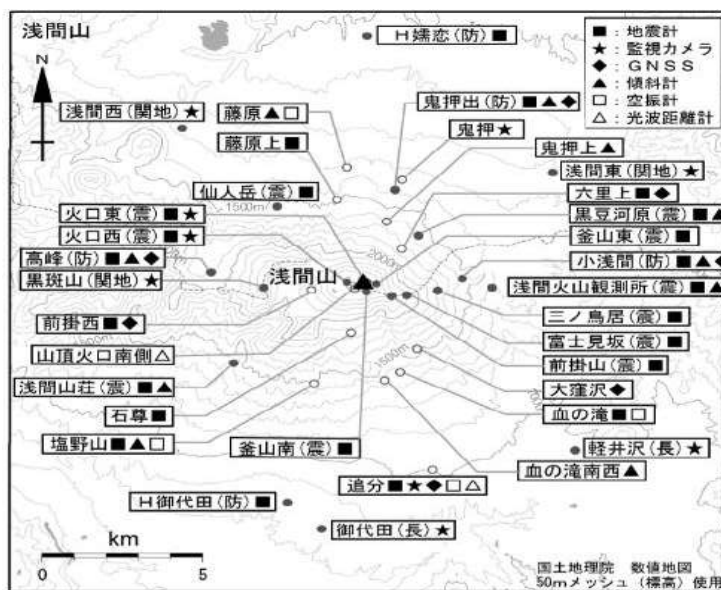 浅間山
N
■：地震計
★：監視カメラ
◆：GNSS
▲：傾斜計
□：空振計
△：光波距離計
H嬬恋(防)■
鬼押出(防)■▲◆
浅間西(関地)★
藤原▲□
鬼押★
藤原上■
鬼押上▲
浅間東(関地)★
仙人岳(震)■
六里上■◆
1500m
火口東(震)■★
黒豆河原(震)■▲
火口西(震)■★
釜山東(震)■
2000m
高峰(防)■▲◆
小浅間(防)■▲◆
黒斑山(関地)★
浅間山
浅間火山観測所(震)■▲
前掛西■◆
三ノ鳥居(震)■
山頂火口南側△
富士見坂(震)■
1500m
浅間山荘(震)■▲
前掛山(震)■
大窪沢◆
石尊■
血の滝■□
塩野山■▲□
釜山南(震)■
軽井沢(長)★
血の滝南西▲
追分■★◆□△
H御代田(防)■
御代田(長)★
km
0 5
国土地理院 数値地図
50mメッシュ(標高)使用